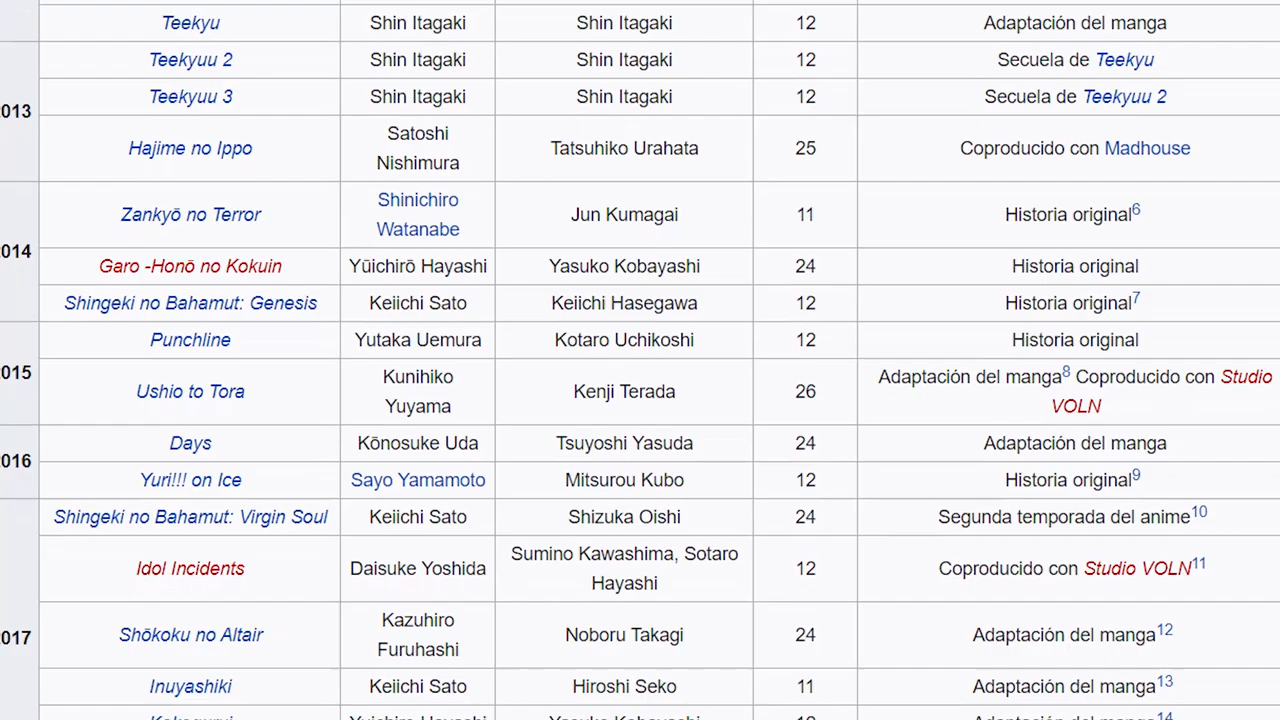 Teekyu Shin Itagaki Shin Itagaki 12 Adaptación del manga
Teekyuu 2 Shin Itagaki Shin Itagaki 12 Secuela de Teekyu
Teekyuu 3 Shin Itagaki Shin Itagaki 12 Secuela de Teekyuu 2
013
Hajime no Ippo Satoshi Nishimura Tatsuhiko Urahata 25 Coproducido con Madhouse
Zankyō no Terror Shinichiro Watanabe Jun Kumagai 11 Historia original6
014
Garo -Honō no Kokuin Yūichirō Hayashi Yasuko Kobayashi 24 Historia original
Shingeki no Bahamut: Genesis Keiichi Sato Keiichi Hasegawa 12 Historia original7
Punchline Yutaka Uemura Kotaro Uchikoshi 12 Historia original
015
Ushio to Tora Kunihiko Yuyama Kenji Terada 26 Adaptación del manga8 Coproducido con Studio VOLN
Days Kōnosuke Uda Tsuyoshi Yasuda 24 Adaptación del manga
016
Yuri!!! on Ice Sayo Yamamoto Mitsurou Kubo 12 Historia original9
Shingeki no Bahamut: Virgin Soul Keiichi Sato Shizuka Oishi 24 Segunda temporada del anime10
Idol Incidents Daisuke Yoshida Sumino Kawashima, Sotaro Hayashi 12 Coproducido con Studio VOLN11
017
Shōkoku no Altair Kazuhiro Furuhashi Noboru Takagi 24 Adaptación del manga12
Inuyashiki Keiichi Sato Hiroshi Seko 11 Adaptación del manga13